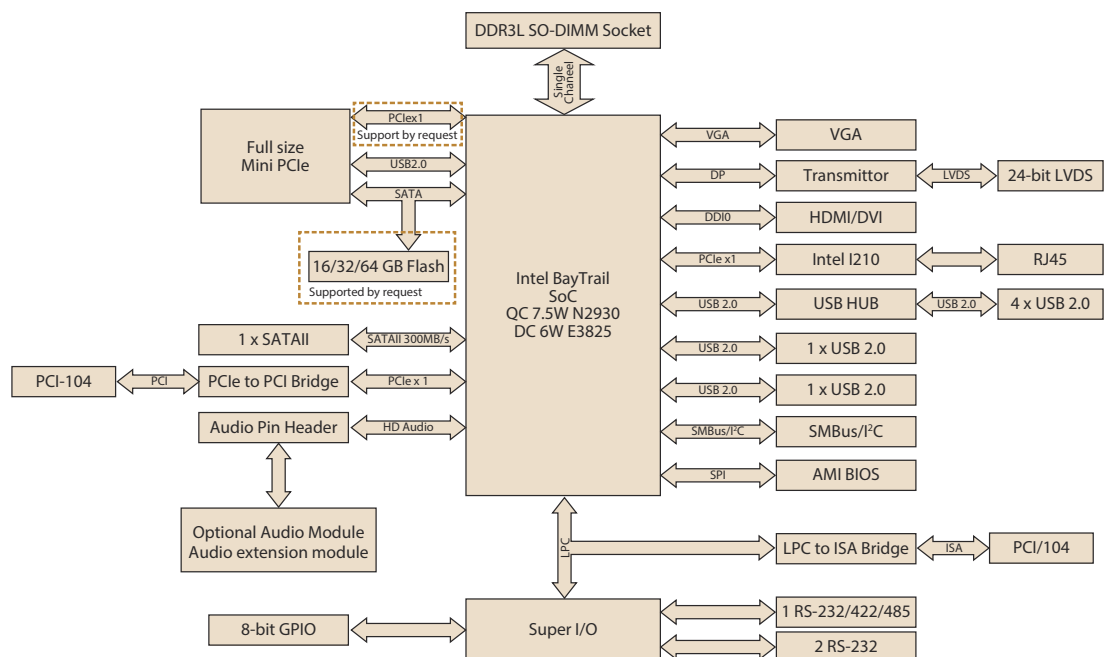 DDR3L SO-DIMM Socket
Single
Channel
Full size
Mini PCIe
PCIex1
Support by request
USB2.0
SATA
16/32/64 GB Flash
Supported by request
1 x SATAII
SATAII 300MB/s
PCI-104
PCI
PCIe to PCI Bridge
PCIe x 1
Audio Pin Header
HD Audio
Optional Audio Module
Audio extension module
Intel BayTrail
SoC
QC 7.5W N2930
DC 6W E3825
VGA
VGA
DP
Transmittor
LVDS
24-bit LVDS
DDI0
HDMI/DVI
PCIe x1
Intel I210
RJ45
USB 2.0
USB HUB
USB 2.0
4 x USB 2.0
USB 2.0
1 x USB 2.0
USB 2.0
1 x USB 2.0
SMBus/I²C
SMBus/I²C
SPI
AMI BIOS
LPC
LPC to ISA Bridge
ISA
PCI/104
8-bit GPIO
Super I/O
1 RS-232/422/485
2 RS-232